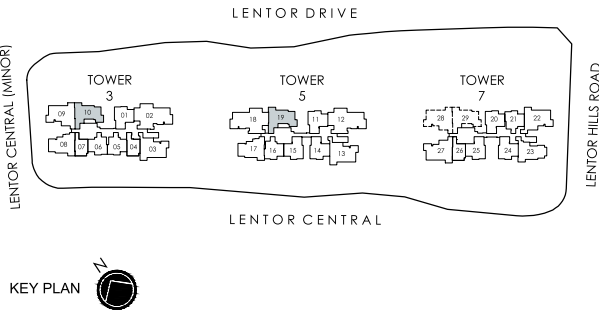 LENTOR DRIVE
LENTOR CENTRAL (MINOR)
TOWER
3
TOWER
5
TOWER
7
LENTOR HILLS ROAD
09 10 01 02
18 19 11 12
28 29 20 21 22
08 07 06 05 04 03
17 16 15 14 13
27 26 25 24 23
LENTOR CENTRAL
N
KEY PLAN